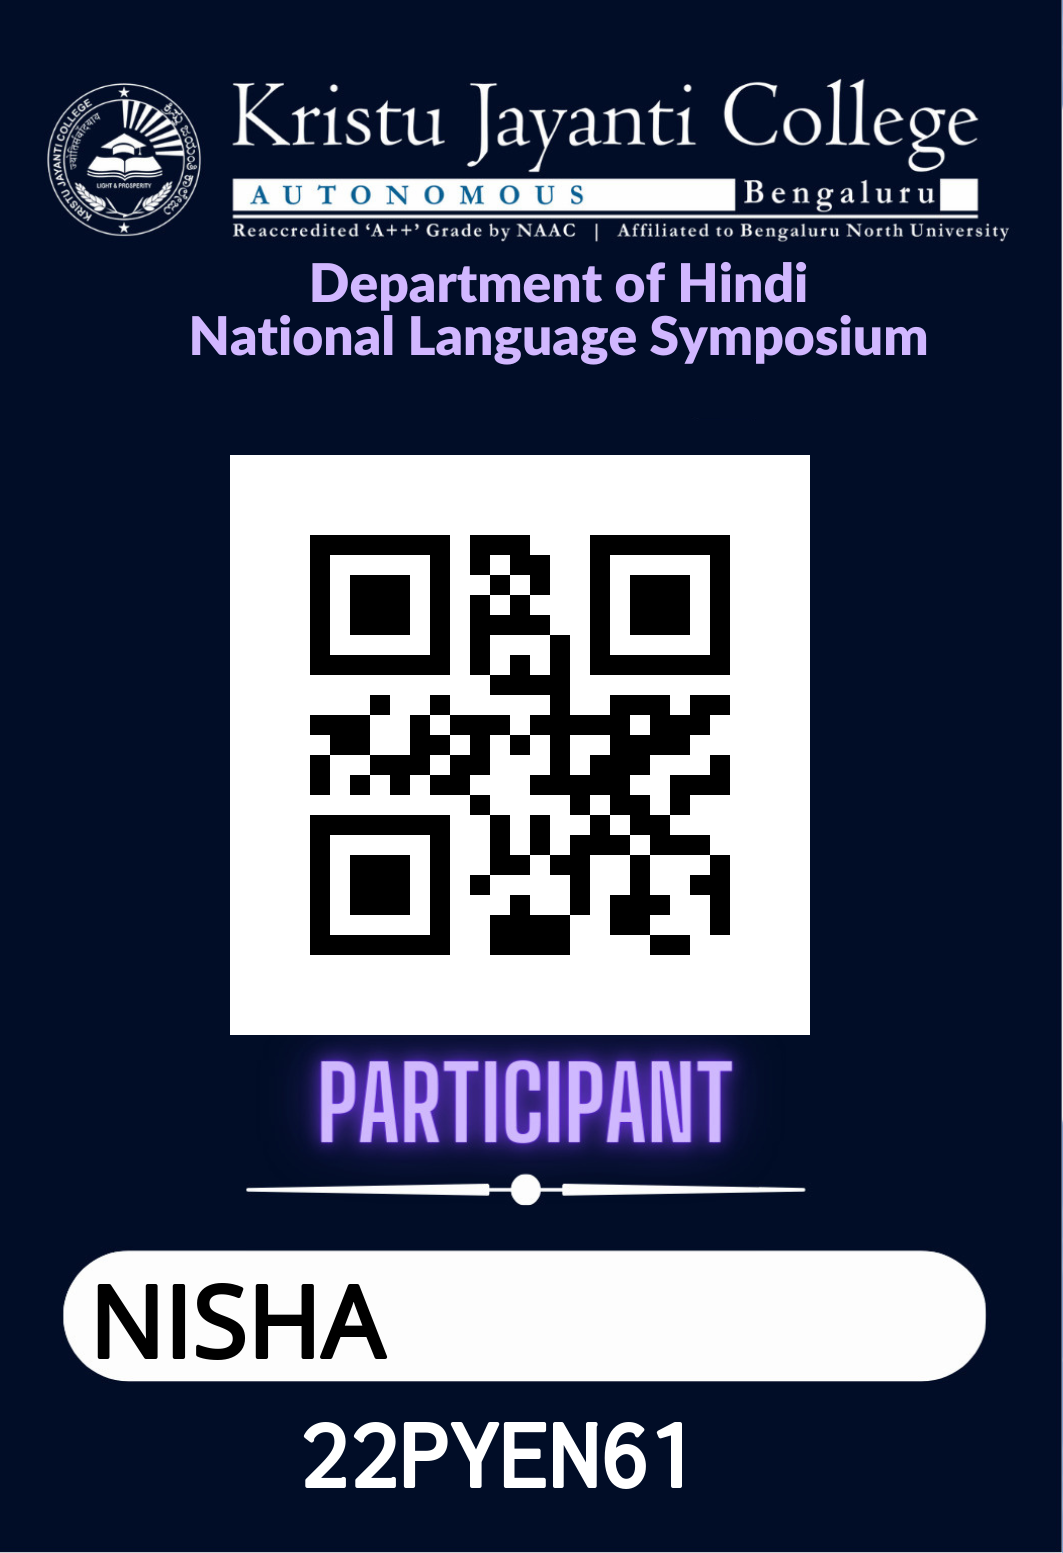 Kristu Jayanti College
AUTONOMOUS Bengaluru
Reaccredited ‘A++’ Grade by NAAC | Affiliated to Bengaluru North University
KRISTU JAYANTI COLLEGE
LIGHT & PROSPERITY
Department of Hindi
National Language Symposium
PARTICIPANT
NISHA
22PYEN61